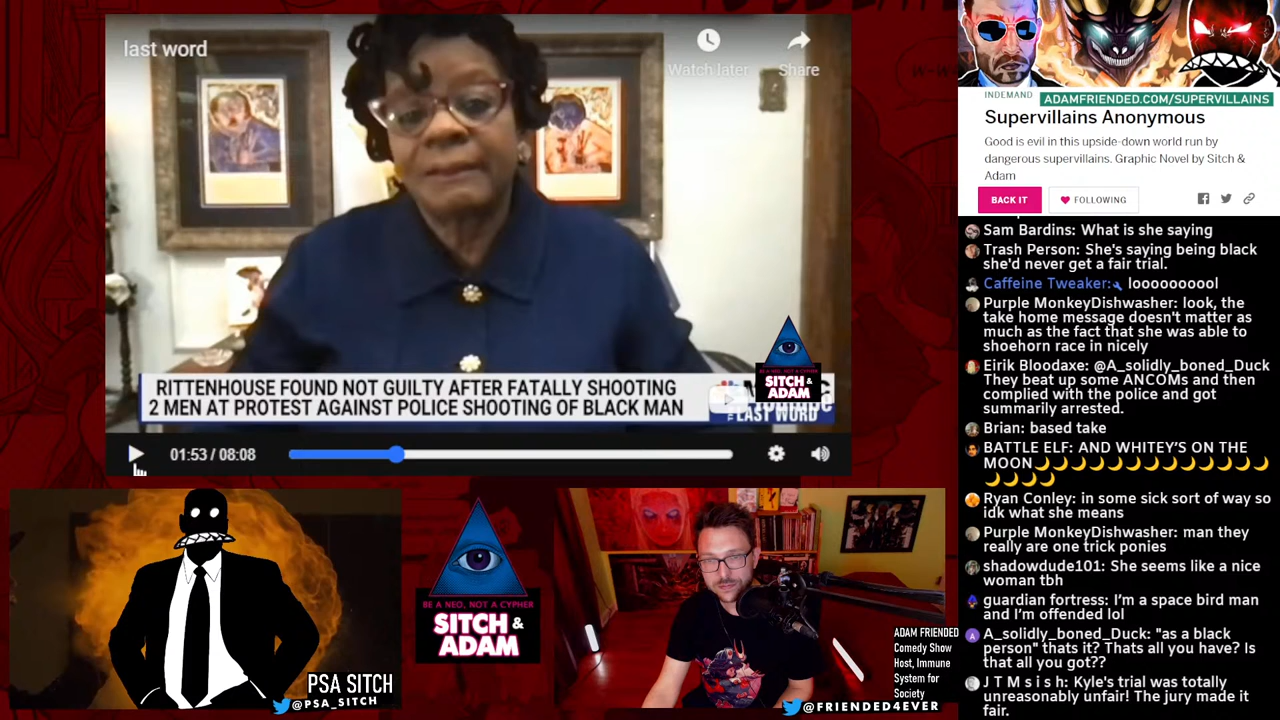 last word
Watch later
Share
RITTENHOUSE FOUND NOT GUILTY AFTER FATALLY SHOOTING
2 MEN AT PROTEST AGAINST POLICE SHOOTING OF BLACK MAN
LAST WORD
BE A NEO, NOT A CYPHER
SITCH &
ADAM
01:53 / 08:08
PSA SITCH
@PSA_SITCH
BE A NEO, NOT A CYPHER
SITCH &
ADAM
ADAM FRIENDED
Comedy Show
Host, Immune
System for
Society
@FRIENDED4EVER
INDEMAND
ADAMFRIENDED.COM/SUPERVILLAINS
Supervillains Anonymous
Good is evil in this upside-down world run by
dangerous supervillains. Graphic Novel by Sitch &
Adam
BACK IT
FOLLOWING
Sam Bardins: What is she saying
Trash Person: She's saying being black
she'd never get a fair trial.
Caffeine Tweaker: loooooooool
Purple MonkeyDishwasher: look, the
take home message doesn't matter as
much as the fact that she was able to
shoehorn race in nicely
Eirik Bloodaxe: @A_solidly_boned_Duck
They beat up some ANCOMs and then
complied with the police and got
summarily arrested.
Brian: based take
BATTLE ELF: AND WHITEY'S ON THE
MOON🌙🌙🌙🌙🌙🌙🌙🌙🌙🌙🌙🌙🌙
🌙🌙🌙🌙
Ryan Conley: in some sick sort of way so
idk what she means
Purple MonkeyDishwasher: man they
really are one trick ponies
shadowdude101: She seems like a nice
woman tbh
guardian fortress: I'm a space bird man
and I'm offended lol
A_solidly_boned_Duck: "as a black
person" thats it? Thats all you have? Is
that all you got??
J T M s i s h: Kyle's trial was totally
unreasonably unfair! The jury made it
fair.